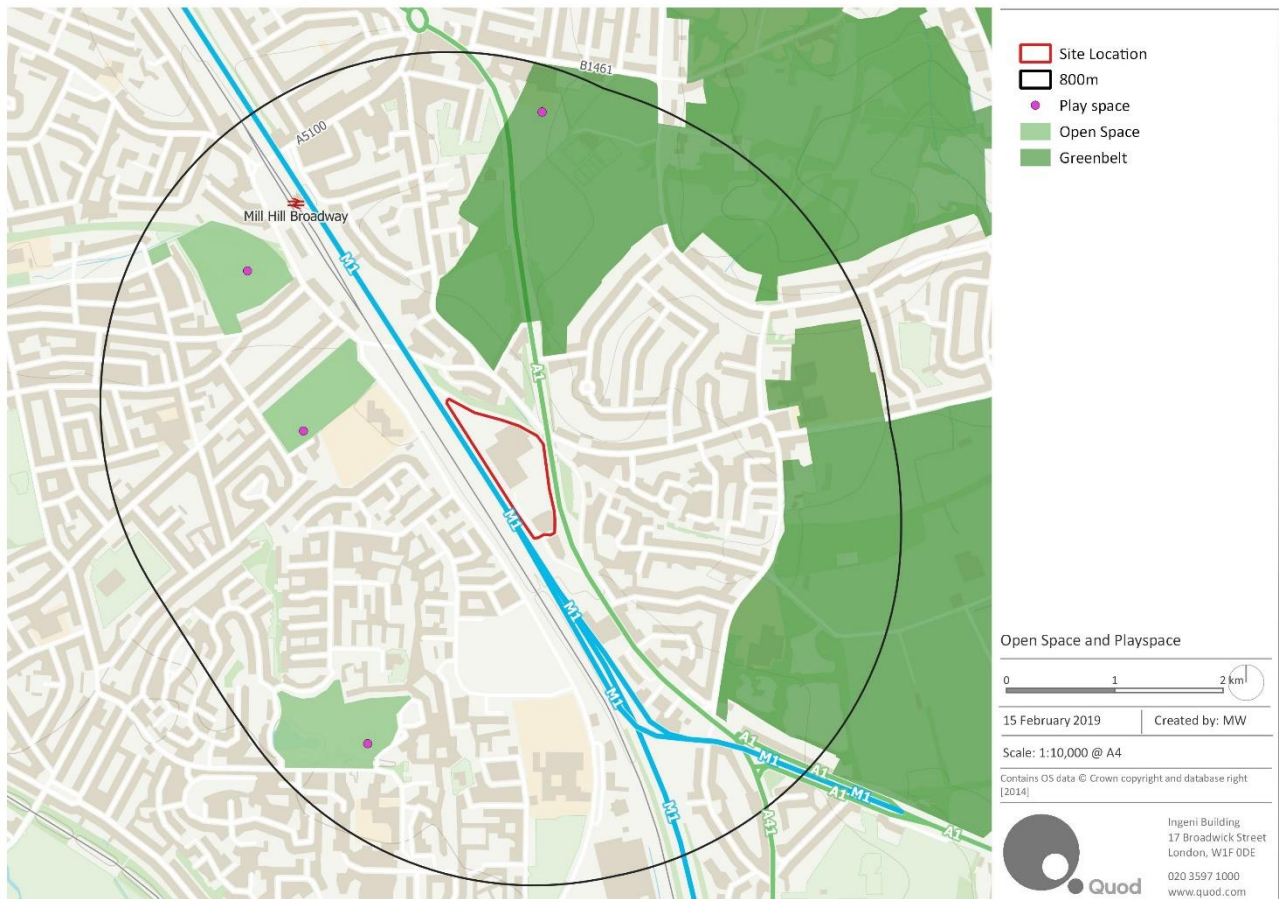 B1461
A5100
Mill Hill Broadway
M1
A1
M1
M1
M1
A1
M1
A1
A1
M1
A1
M1
A41
Site Location
800m
Play space
Open Space
Greenbelt
Open Space and Playspace
0 1 2 km
15 February 2019 Created by: MW
Scale: 1:10,000 @ A4
Contains OS data © Crown copyright and database right
[2014]
Quod
Ingeni Building
17 Broadwick Street
London, W1F 0DE
020 3597 1000
www.quod.com